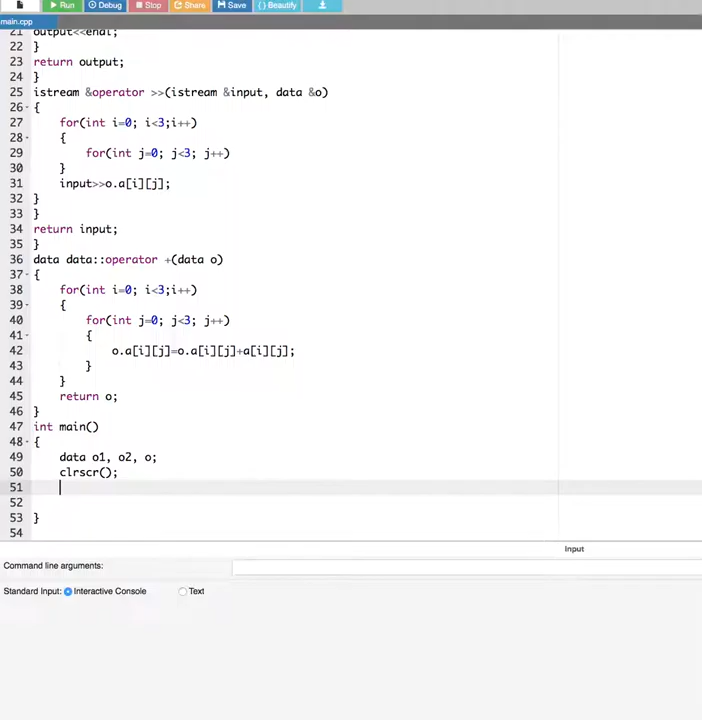 Run Debug Stop Share Save { } Beautify
main.cpp
21 output<<endl;
22 }
23 return output;
24 }
25 istream &operator >>(istream &input, data &o)
26 {
27 for(int i=0; i<3;i++)
28 {
29 for(int j=0; j<3; j++)
30 }
31 input>>o.a[i][j];
32 }
33 }
34 return input;
35 }
36 data data::operator +(data o)
37 {
38 for(int i=0; i<3;i++)
39 {
40 for(int j=0; j<3; j++)
41 {
42 o.a[i][j]=o.a[i][j]+a[i][j];
43 }
44 }
45 return o;
46 }
47 int main()
48 {
49 data o1, o2, o;
50 clrscr();
51
52
53 }
54
Input
Command line arguments:
Standard Input: Interactive Console Text